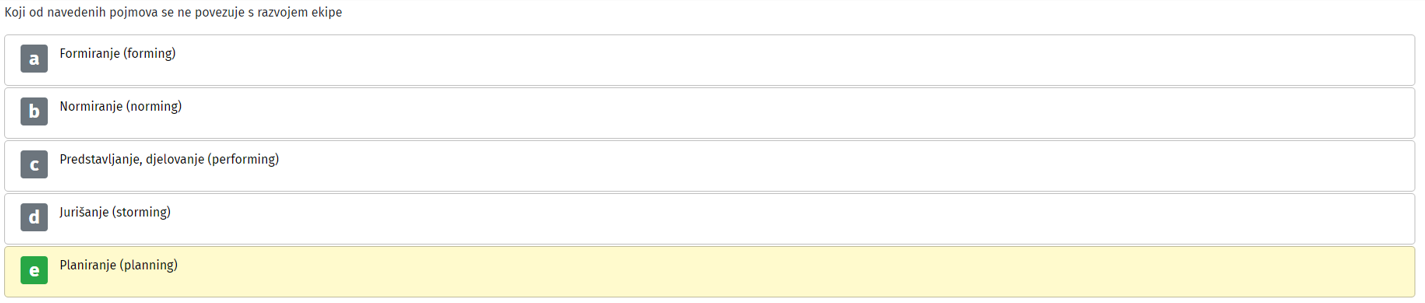 Koji od navedenih pojmova se ne povezuje s razvojem ekipe
a Formiranje (forming)
b Normiranje (norming)
c Predstavljanje, djelovanje (performing)
d Jurišanje (storming)
e Planiranje (planning)